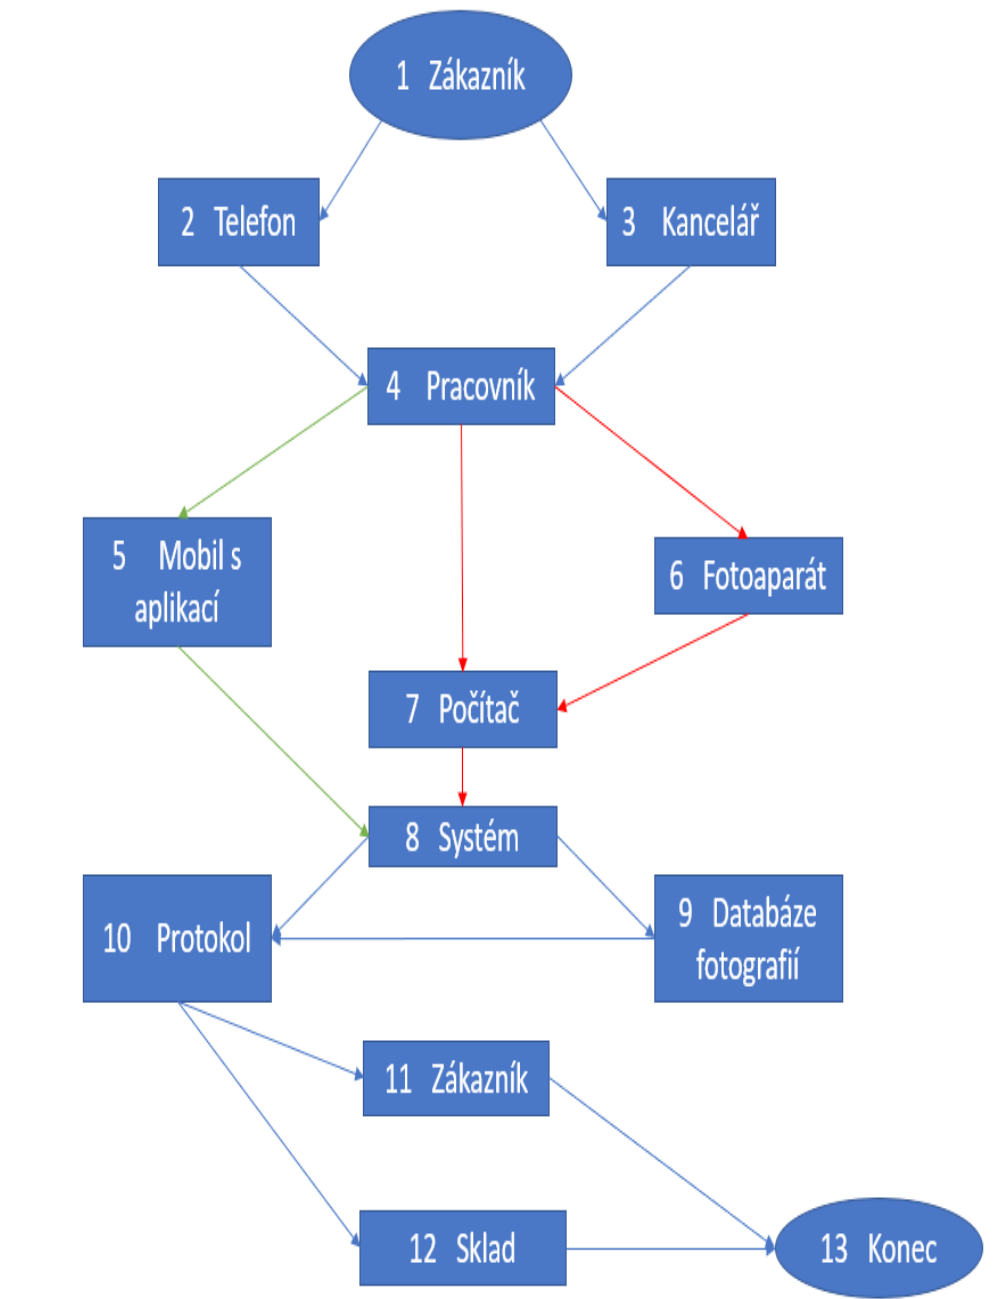 1 Zákazník
2 Telefon
3 Kancelář
4 Pracovník
5 Mobil s
aplikací
6 Fotoaparát
7 Počítač
8 Systém
9 Databáze
fotografií
10 Protokol
11 Zákazník
12 Sklad
13 Konec